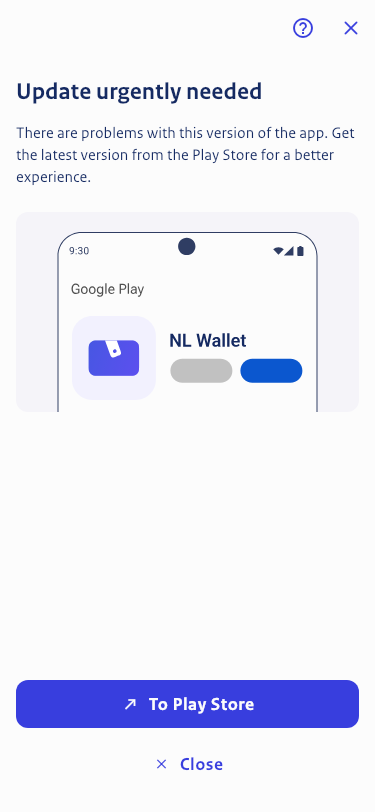 Update urgently needed
There are problems with this version of the app. Get
the latest version from the Play Store for a better
experience.
9:30
Google Play
NL Wallet
To Play Store
Close